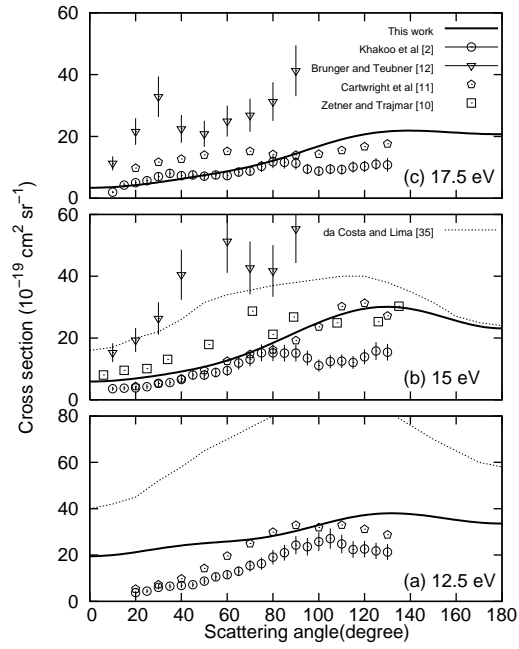 60
40
20
0
This work
Khakoo et al [2]
Brunger and Teubner [12]
Cartwright et al [11]
Zetner and Trajmar [10]
(c) 17.5 eV
60
40
20
0
da Costa and Lima [35]
(b) 15 eV
80
60
40
20
0
(a) 12.5 eV
0 20 40 60 80 100 120 140 160 180
Scattering angle(degree)
Cross section (10⁻¹⁹ cm² sr⁻¹)